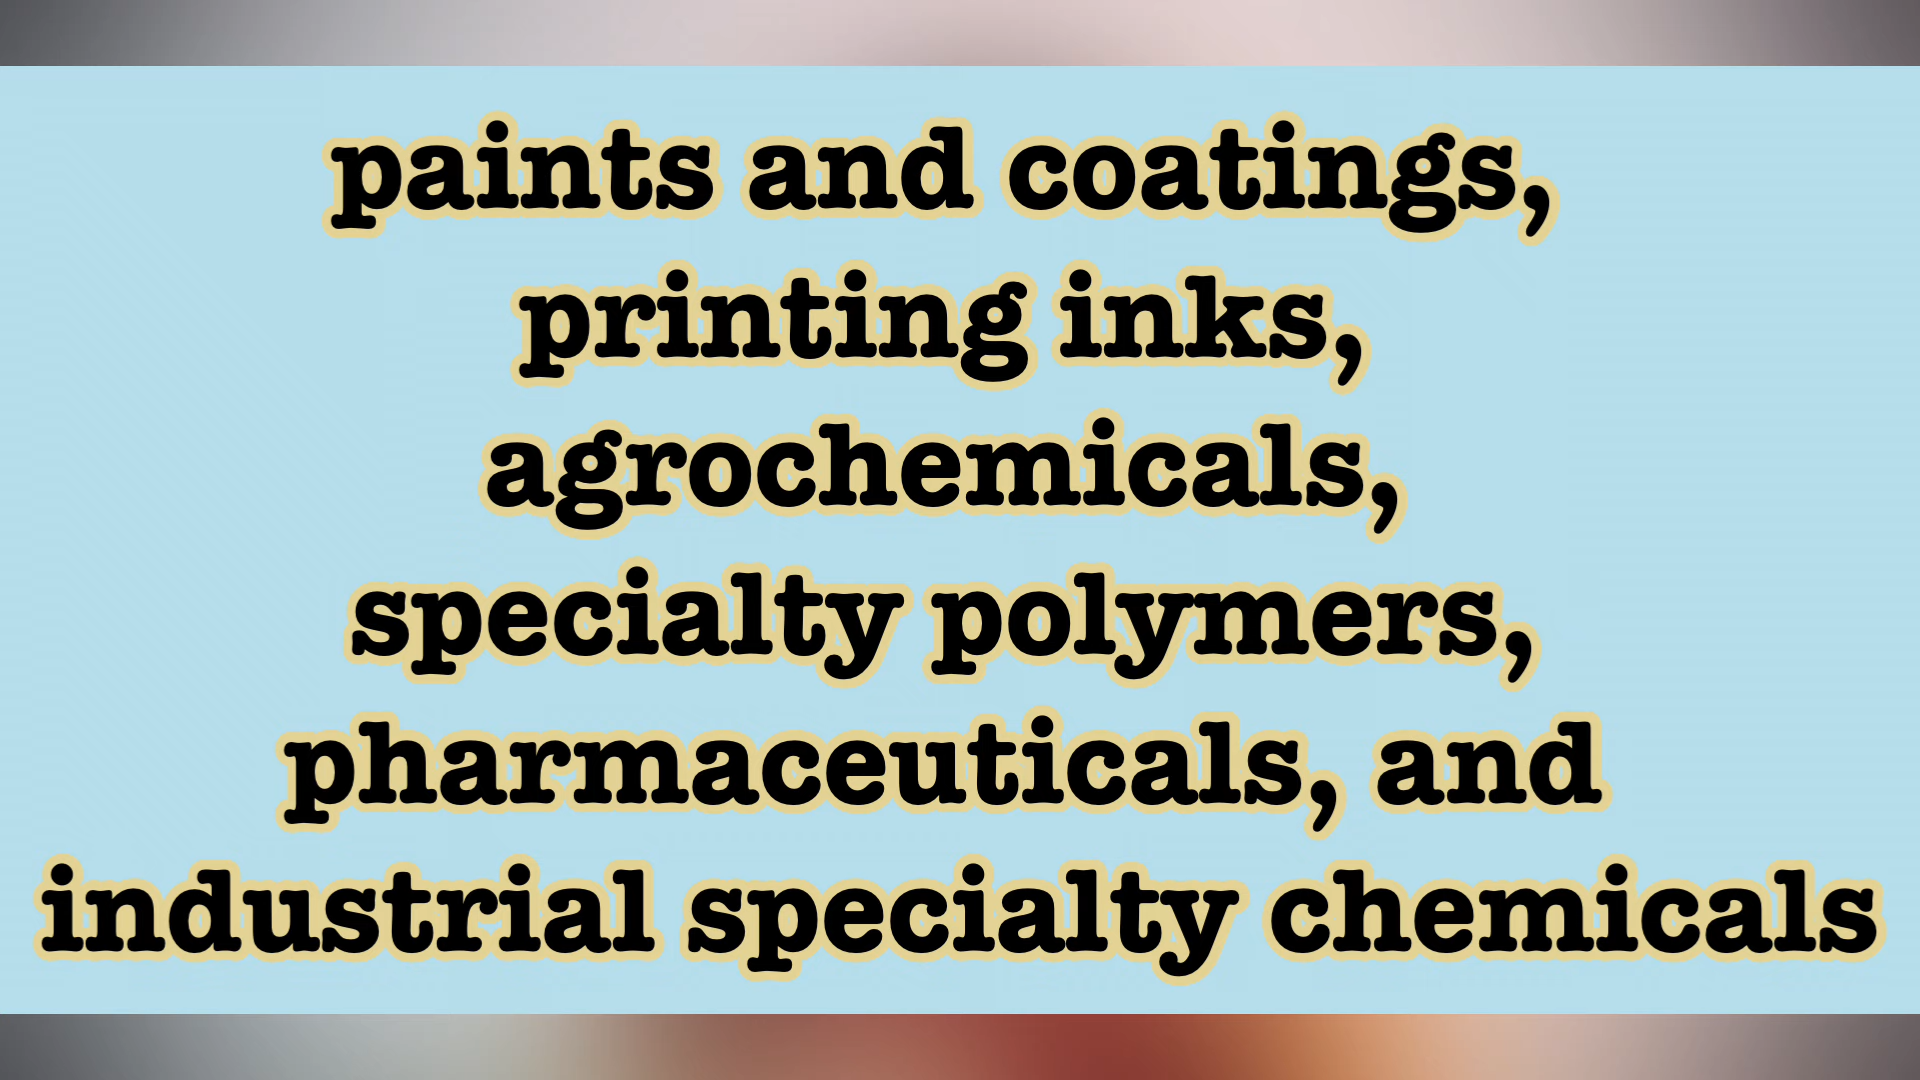 paints and coatings,
printing inks,
agrochemicals,
specialty polymers,
pharmaceuticals, and
industrial specialty chemicals